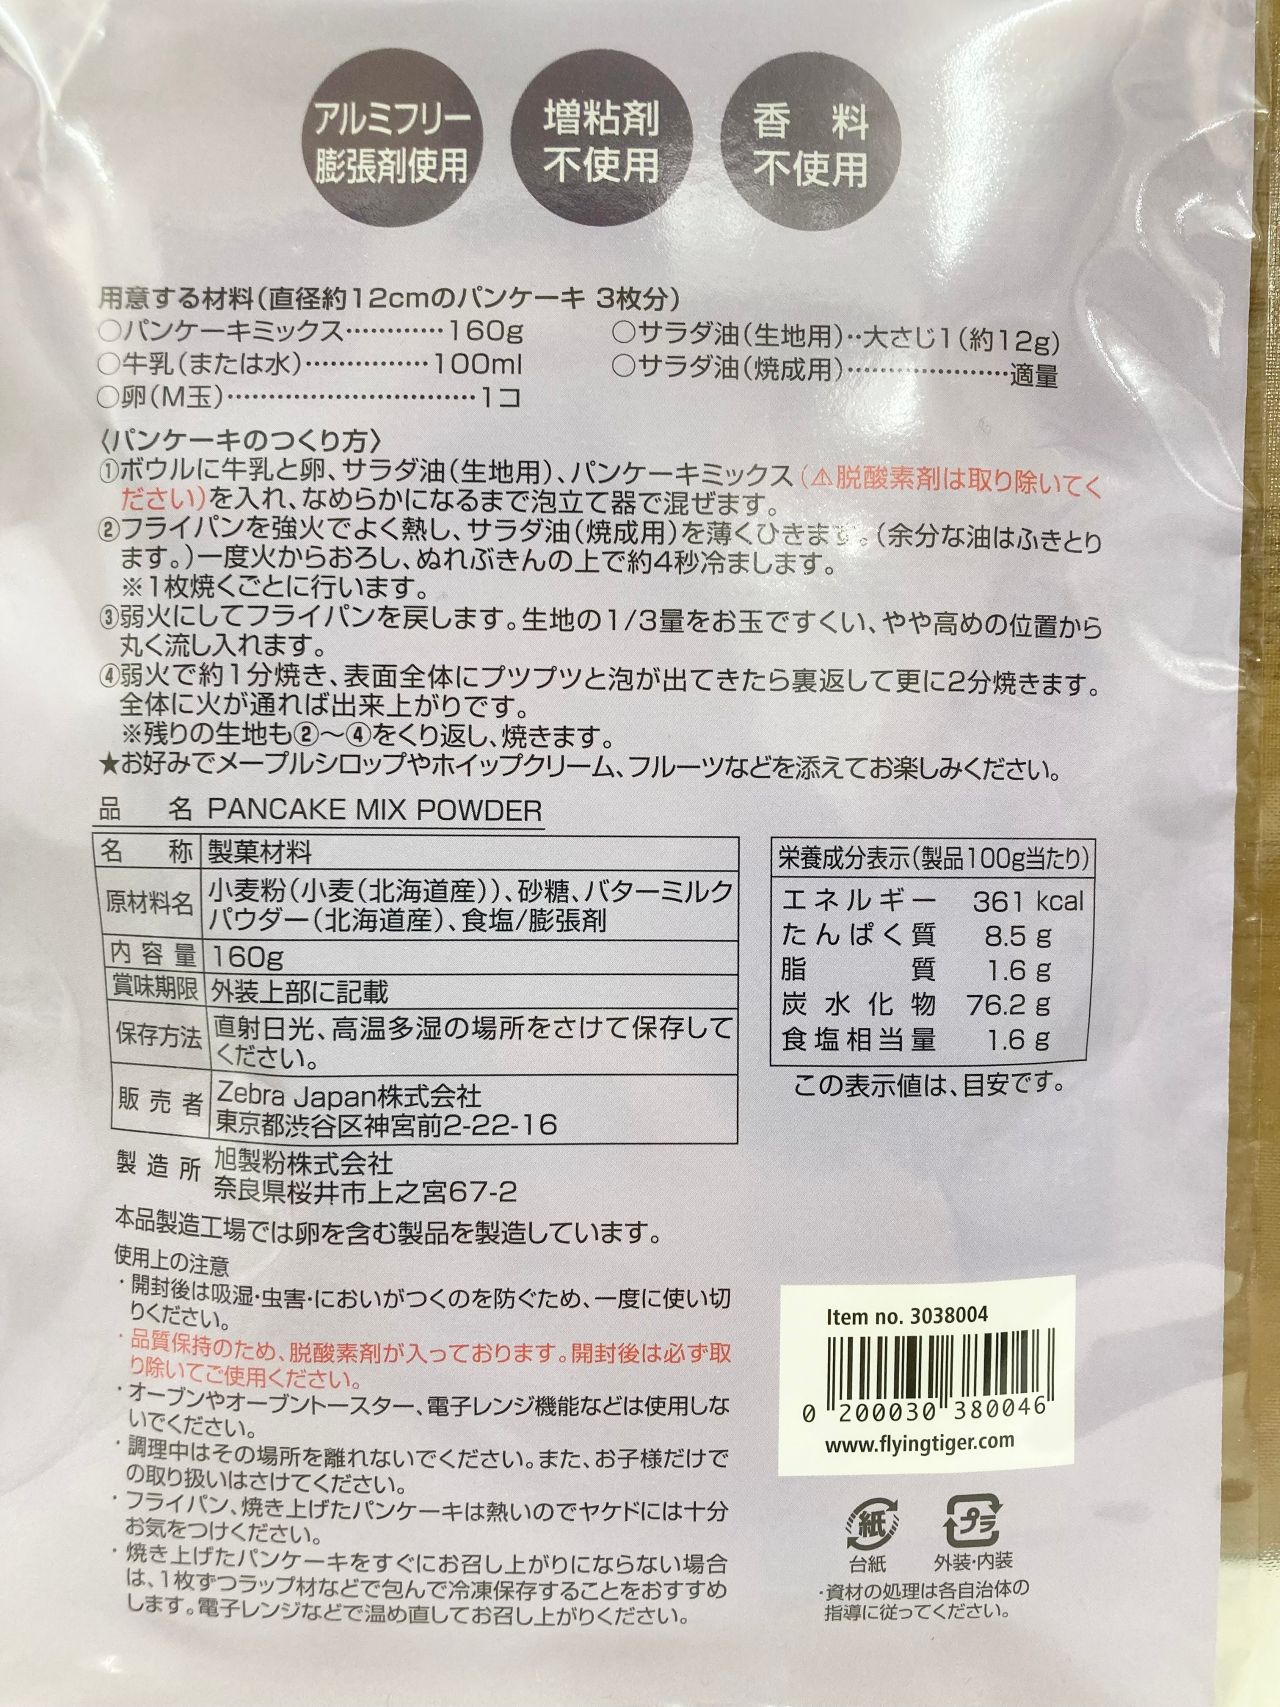 アルミフリー
膨張剤使用
増粘剤
不使用
香料
不使用
用意する材料(直径約12cmのパンケーキ 3枚分)
○パンケーキミックス…………160g
○牛乳(または水)……………100ml
○卵(M玉)…………………………1コ
○サラダ油(生地用)‥大さじ1(約12g)
○サラダ油(焼成用)…………………適量
〈パンケーキのつくり方〉
①ボウルに牛乳と卵、サラダ油(生地用)、パンケーキミックス(⚠脱酸素剤は取り除いてく
ださい)を入れ、なめらかになるまで泡立て器で混ぜます。
②フライパンを強火でよく熱し、サラダ油(焼成用)を薄くひきます。(余分な油はふきとり
ます。)一度火からおろし、ぬれぶきんの上で約4秒冷まします。
※1枚焼くごとに行います。
③弱火にしてフライパンを戻します。生地の1/3量をお玉ですくい、やや高めの位置から
丸く流し入れます。
④弱火で約1分焼き、表面全体にプツプツと泡が出てきたら裏返して更に2分焼きます。
全体に火が通れば出来上がりです。
※残りの生地も②〜④をくり返し、焼きます。
★お好みでメープルシロップやホイップクリーム、フルーツなどを添えてお楽しみください。
品名 PANCAKE MIX POWDER
名称 製菓材料
原材料名 小麦粉(小麦(北海道産))、砂糖、バターミルク
パウダー(北海道産)、食塩/膨張剤
内容量 160g
賞味期限 外装上部に記載
保存方法 直射日光、高温多湿の場所をさけて保存して
ください。
販売者 Zebra Japan株式会社
東京都渋谷区神宮前2-22-16
製造所 旭製粉株式会社
奈良県桜井市上之宮67-2
栄養成分表示(製品100g当たり)
エネルギー 361 kcal
たんぱく質 8.5 g
脂質 1.6 g
炭水化物 76.2 g
食塩相当量 1.6 g
この表示値は、目安です。
本品製造工場では卵を含む製品を製造しています。
使用上の注意
・開封後は吸湿・虫害・においがつくのを防ぐため、一度に使い切
りください。
・品質保持のため、脱酸素剤が入っております。開封後は必ず取
り除いてご使用ください。
・オーブンやオーブントースター、電子レンジ機能などは使用しな
いでください。
・調理中はその場所を離れないでください。また、お子様だけで
の取り扱いはさけてください。
・フライパン、焼き上げたパンケーキは熱いのでヤケドには十分
お気をつけください。
・焼き上げたパンケーキをすぐにお召し上がりにならない場合
は、1枚ずつラップ材などで包んで冷凍保存することをおすすめ
します。電子レンジなどで温め直してお召し上がりください。
Item no. 3038004
0 200030 380046
www.flyingtiger.com
紙
台紙
プラ
外装・内装
・資材の処理は各自治体の
指導に従ってください。